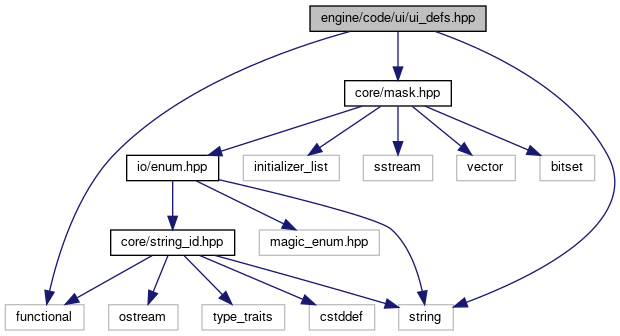 engine/code/ui/ui_defs.hpp
core/mask.hpp
io/enum.hpp
initializer_list
sstream
vector
bitset
core/string_id.hpp
magic_enum.hpp
functional
ostream
type_traits
cstddef
string